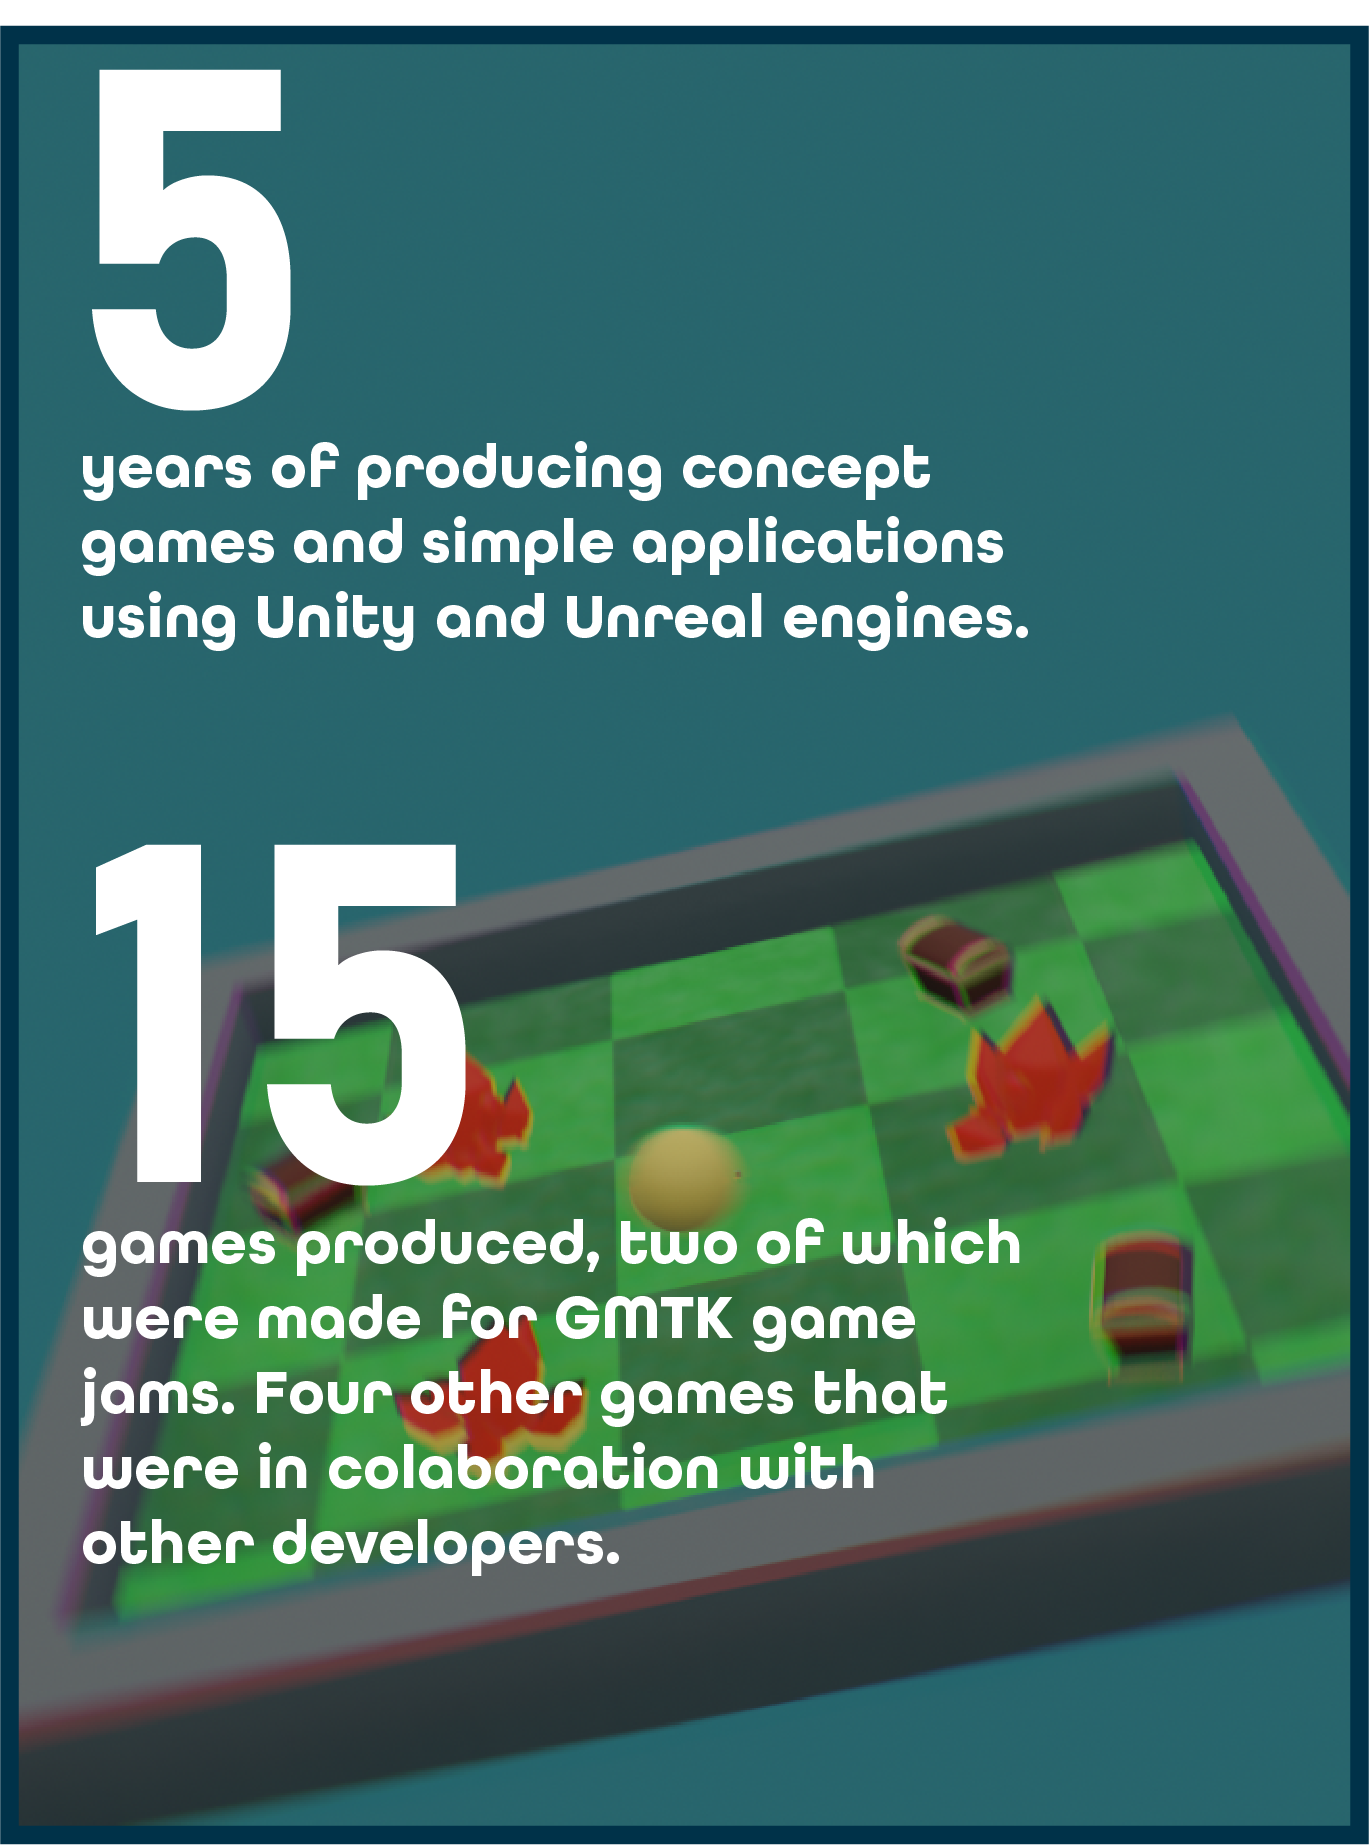 5
years of producing concept
games and simple applications
using Unity and Unreal engines.
15
games produced, two of which
were made for GMTK game
jams. Four other games that
were in colaboration with
other developers.